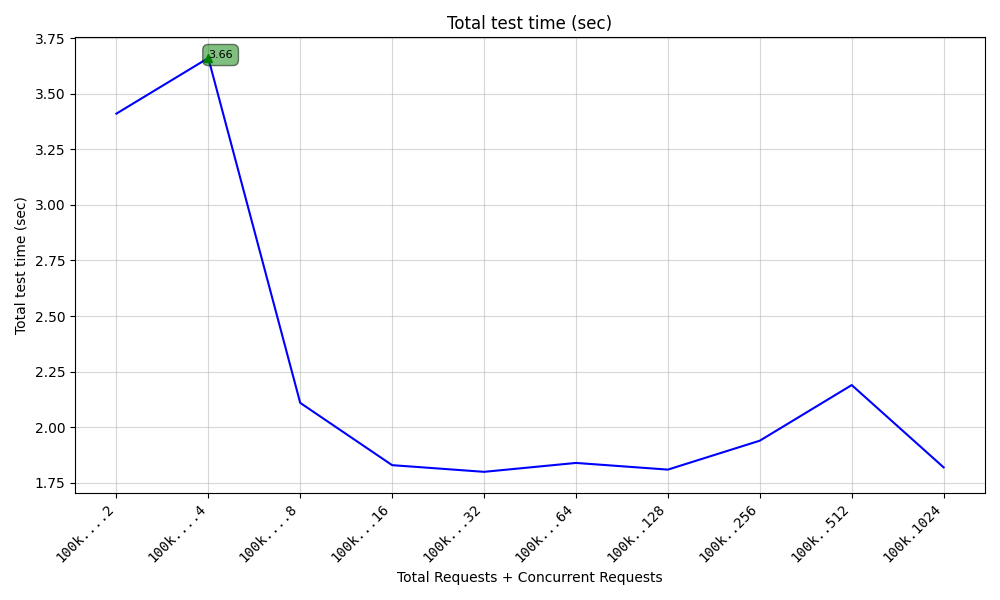 Total test time (sec)
Total test time (sec)
3.75
3.50
3.25
3.00
2.75
2.50
2.25
2.00
1.75
3.66
100k....2
100k....4
100k....8
100k...16
100k...32
100k...64
100k..128
100k..256
100k..512
100k.1024
Total Requests + Concurrent Requests